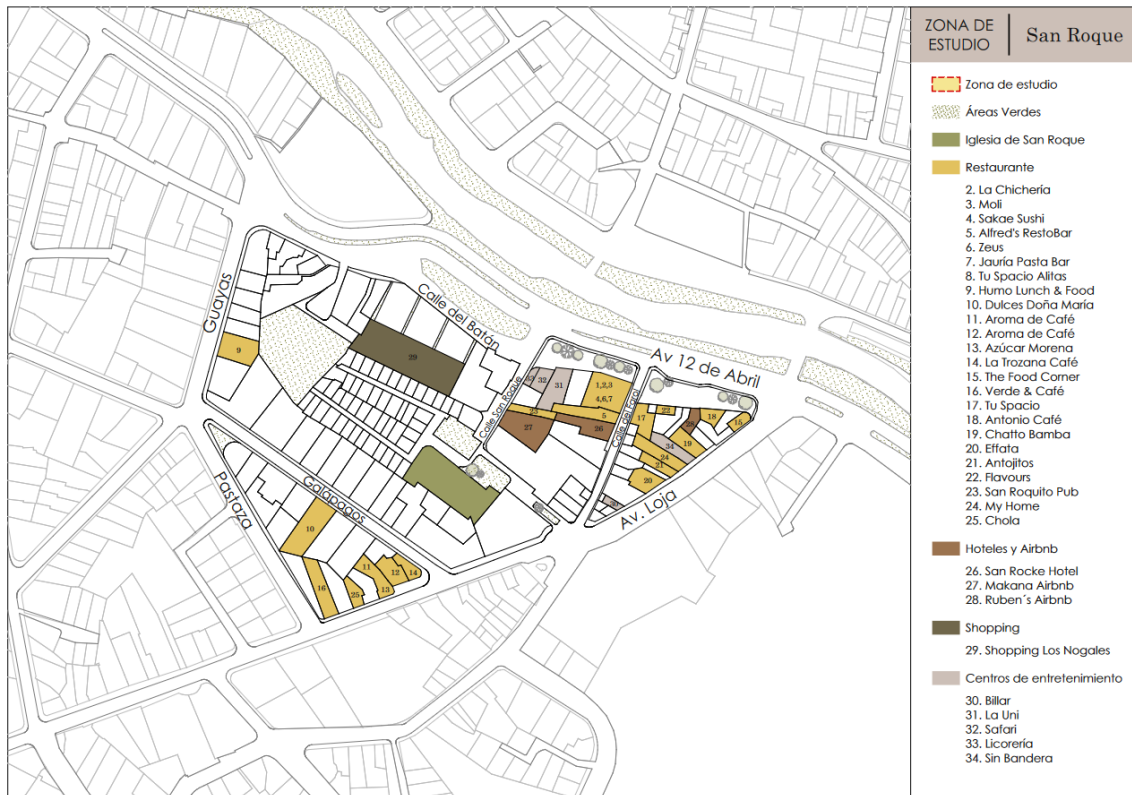 ZONA DE
ESTUDIO
San Roque
Zona de estudio
Áreas Verdes
Iglesia de San Roque
Restaurante
2. La Chichería
3. Moli
4. Sakae Sushi
5. Alfred's RestoBar
6. Zeus
7. Jauría Pasta Bar
8. Tu Spacio Alitas
9. Humo Lunch & Food
10. Dulces Doña María
11. Aroma de Café
12. Aroma de Café
13. Azúcar Morena
14. La Trozana Café
15. The Food Corner
16. Verde & Café
17. Tu Spacio
18. Antonio Café
19. Chatto Bamba
20. Effata
21. Antojitos
22. Flavours
23. San Roquito Pub
24. My Home
25. Chola
Hoteles y Airbnb
26. San Rocke Hotel
27. Makana Airbnb
28. Ruben´s Airbnb
Shopping
29. Shopping Los Nogales
Centros de entretenimiento
30. Billar
31. La Uni
32. Safari
33. Licorería
34. Sin Bandera
Guayas
Calle del Batán
Av 12 de Abril
Calle San Roque
Calle del Farol
Av. Loja
Galápagos
Pastaza
9
29
33
32
31
1,2,3
4,6,7
5
23
27
26
17
22
28
18
15
34
19
24
21
20
10
16
25
11
12
13
14